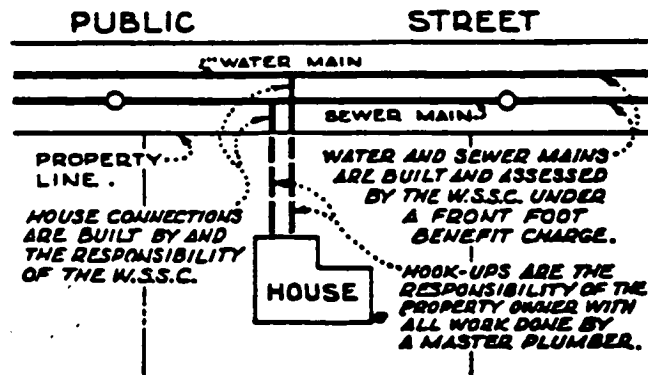 PUBLIC STREET
WATER MAIN
SEWER MAIN
PROPERTY
LINE.
WATER AND SEWER MAINS
ARE BUILT AND ASSESSED
BY THE W.S.S.C. UNDER
A FRONT FOOT
BENEFIT CHARGE.
HOUSE CONNECTIONS
ARE BUILT BY AND
THE RESPONSIBILITY
OF THE W.S.S.C.
HOUSE
HOOK-UPS ARE THE
RESPONSIBILITY OF THE
PROPERTY OWNER WITH
ALL WORK DONE BY
A MASTER PLUMBER.